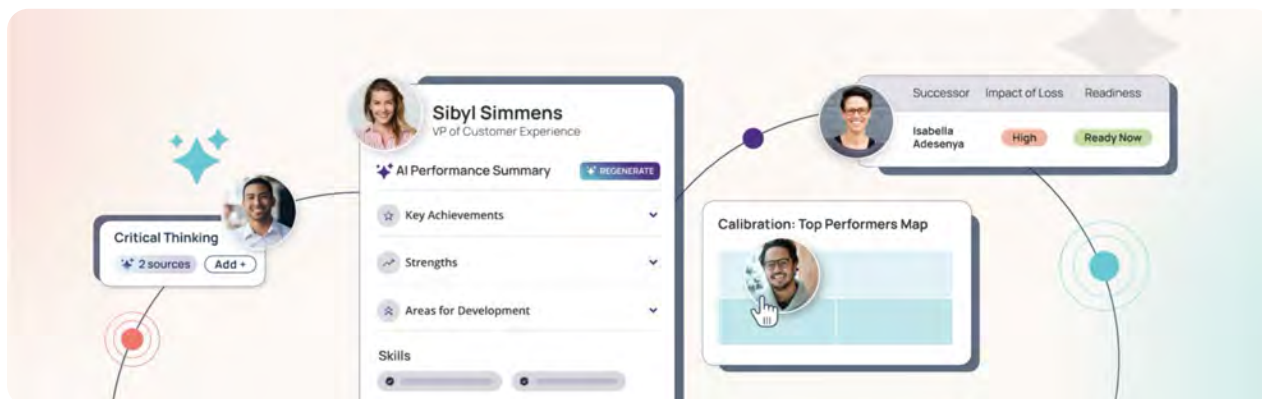 Critical Thinking
2 sources
Add +
Sibyl Simmens
VP of Customer Experience
AI Performance Summary
REGENERATE
Key Achievements
Strengths
Areas for Development
Skills
Successor Impact of Loss Readiness
Isabella
Adesenya
High
Ready Now
Calibration: Top Performers Map